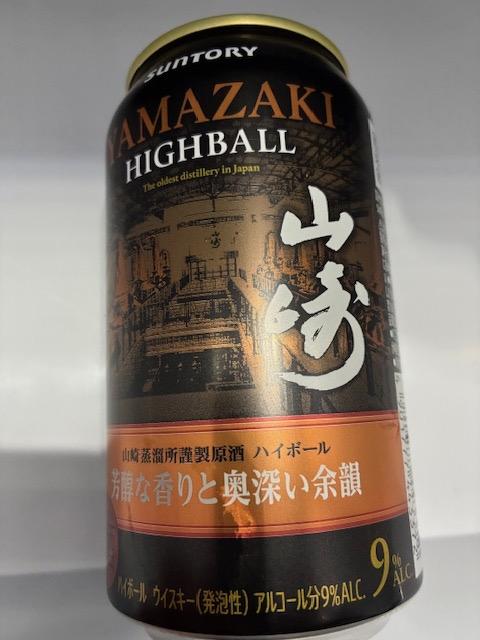 SUNTORY
YAMAZAKI
HIGHBALL
The oldest distillery in Japan
山崎
山崎蒸溜所謹製原酒 ハイボール
芳醇な香りと奥深い余韻
ハイボール ウイスキー(発泡性) アルコール分9%ALC.
9%
ALC.